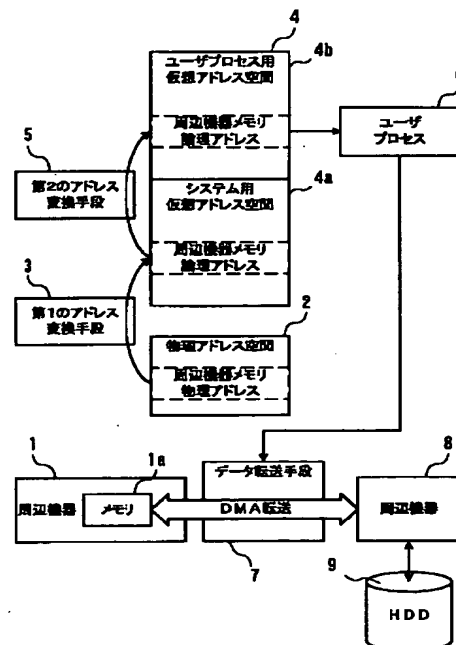 4
4b
ユーザプロセス用
仮想アドレス空間
周辺機器メモリ
論理アドレス
ユーザ
プロセス
5
第2のアドレス
変換手段
4a
システム用
仮想アドレス空間
周辺機器メモリ
論理アドレス
3
第1のアドレス
変換手段
2
物理アドレス空間
周辺機器メモリ
物理アドレス
1
1a
周辺機器
メモリ
データ転送手段
DMA転送
7
8
周辺機器
9
HDD